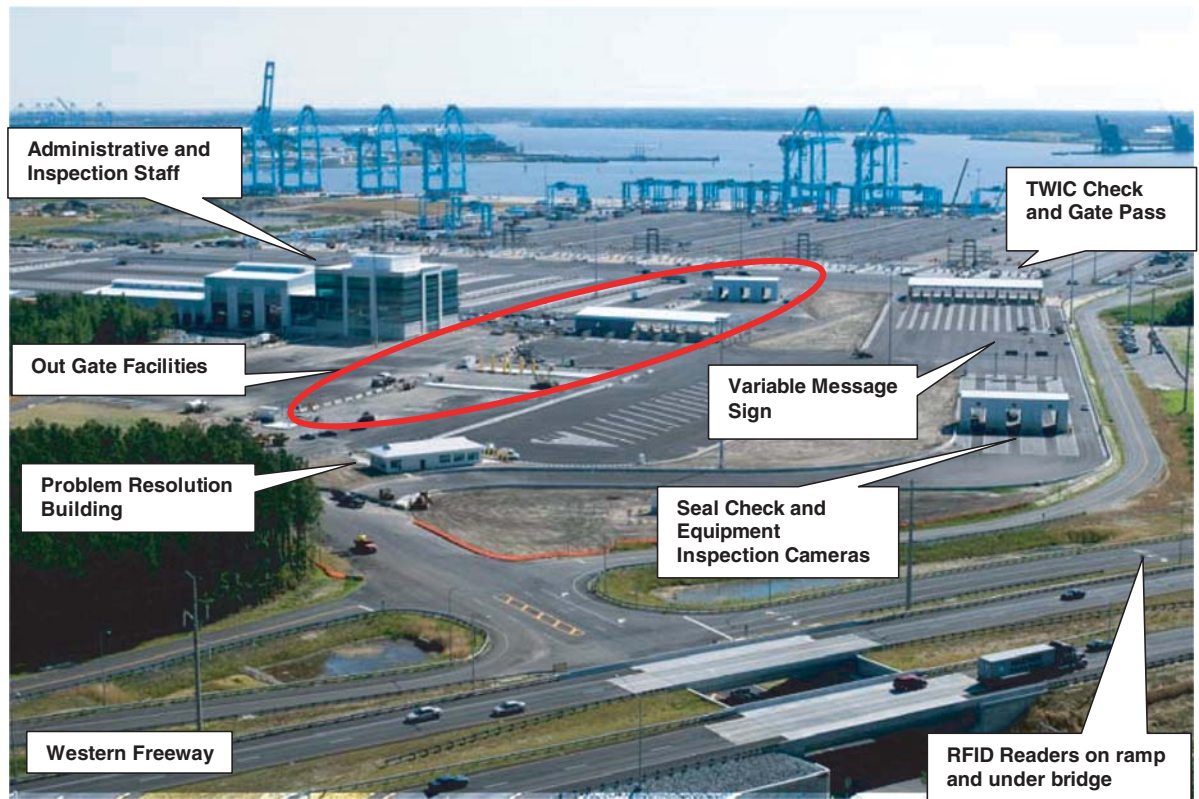 Administrative and
Inspection Staff
TWIC Check
and Gate Pass
Out Gate Facilities
Variable Message
Sign
Problem Resolution
Building
Seal Check and
Equipment
Inspection Cameras
Western Freeway
RFID Readers on ramp
and under bridge